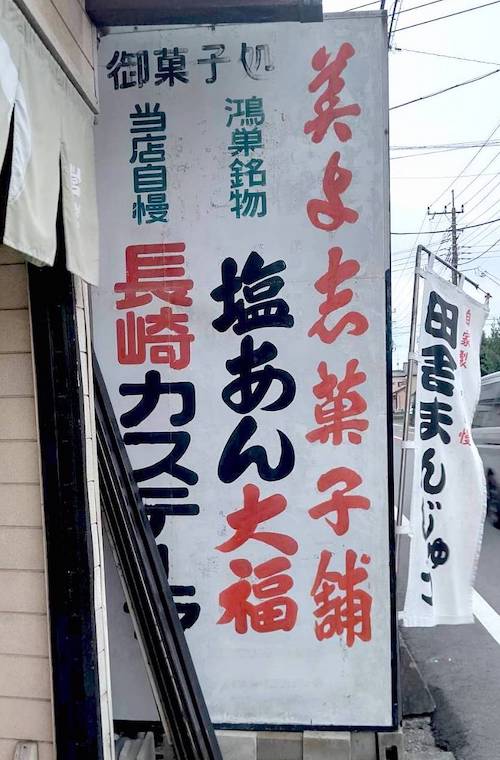 御菓子処
美よ志菓子舗
鴻巣銘物
塩あん大福
当店自慢
長崎カステーラ
自家製
田舎まんじゅう